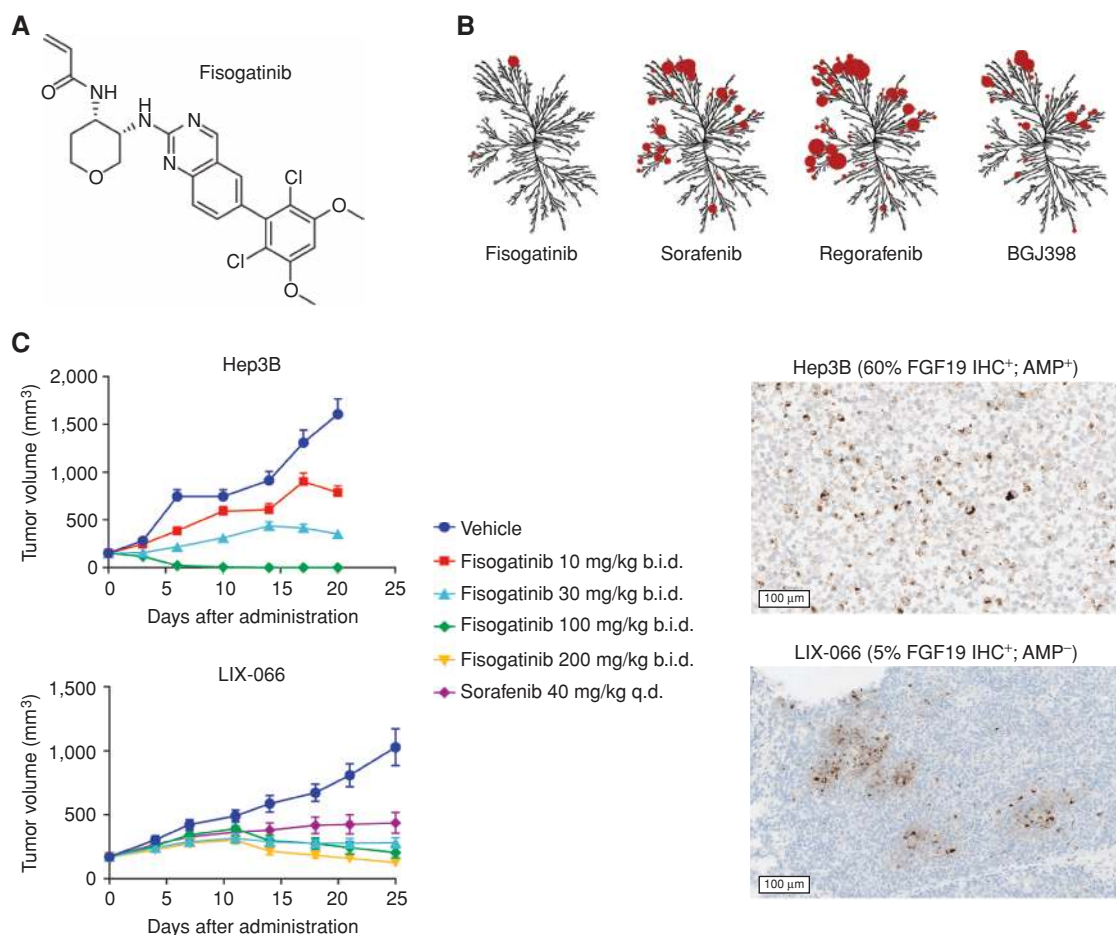 A
Fisogatinib
O
NH
H
N
N
N
O
Cl
O
Cl
O
B
Fisogatinib
Sorafenib
Regorafenib
BGJ398
C
Hep3B
Tumor volume (mm³)
2,000
1,500
1,000
500
0
0 5 10 15 20 25
Days after administration
Vehicle
Fisogatinib 10 mg/kg b.i.d.
Fisogatinib 30 mg/kg b.i.d.
Fisogatinib 100 mg/kg b.i.d.
Fisogatinib 200 mg/kg b.i.d.
Sorafenib 40 mg/kg q.d.
Hep3B (60% FGF19 IHC⁺; AMP⁺)
100 μm
LIX-066
Tumor volume (mm³)
1,500
1,000
500
0
0 5 10 15 20 25
Days after administration
LIX-066 (5% FGF19 IHC⁺; AMP⁻)
100 μm